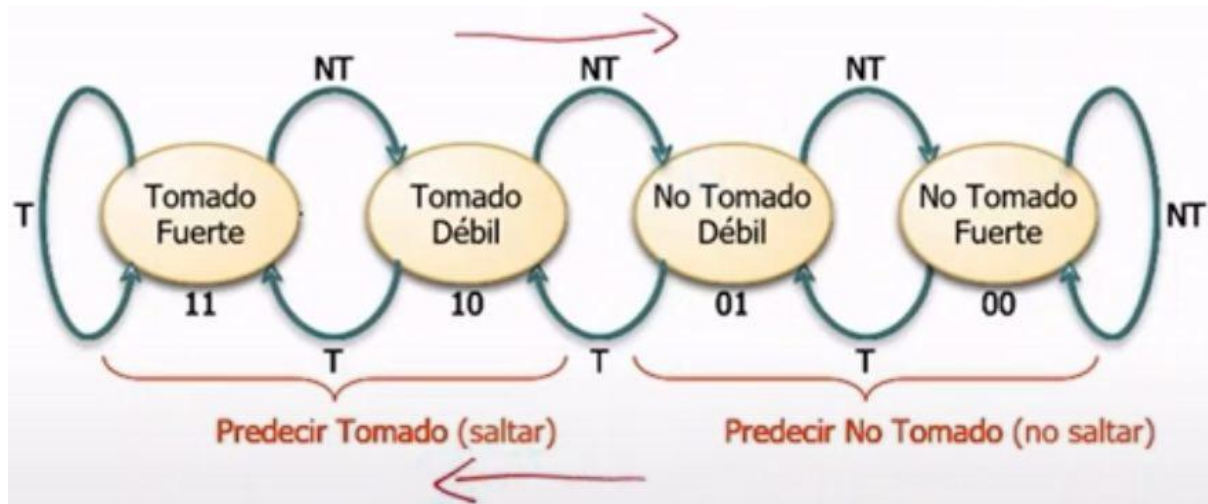 NT
NT
NT
T
Tomado
Fuerte
Tomado
Débil
No Tomado
Débil
No Tomado
Fuerte
NT
11
10
01
00
T
T
T
Predecir Tomado (saltar)
Predecir No Tomado (no saltar)